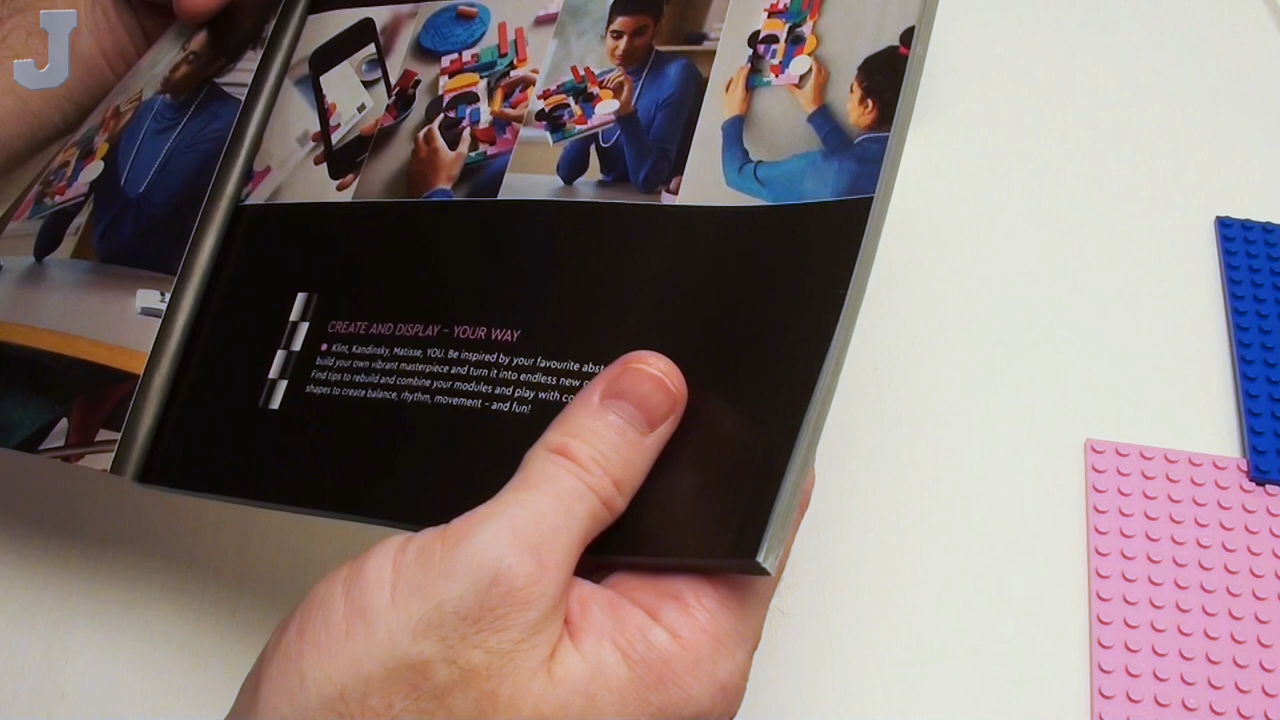 J
CREATE AND DISPLAY – YOUR WAY
Klint, Kandinsky, Matisse, YOU. Be inspired by your favourite
build your own vibrant masterpiece and turn it into endless new
Find tips to rebuild and combine your modules and play with
shapes to create balance, rhythm, movement – and fun!